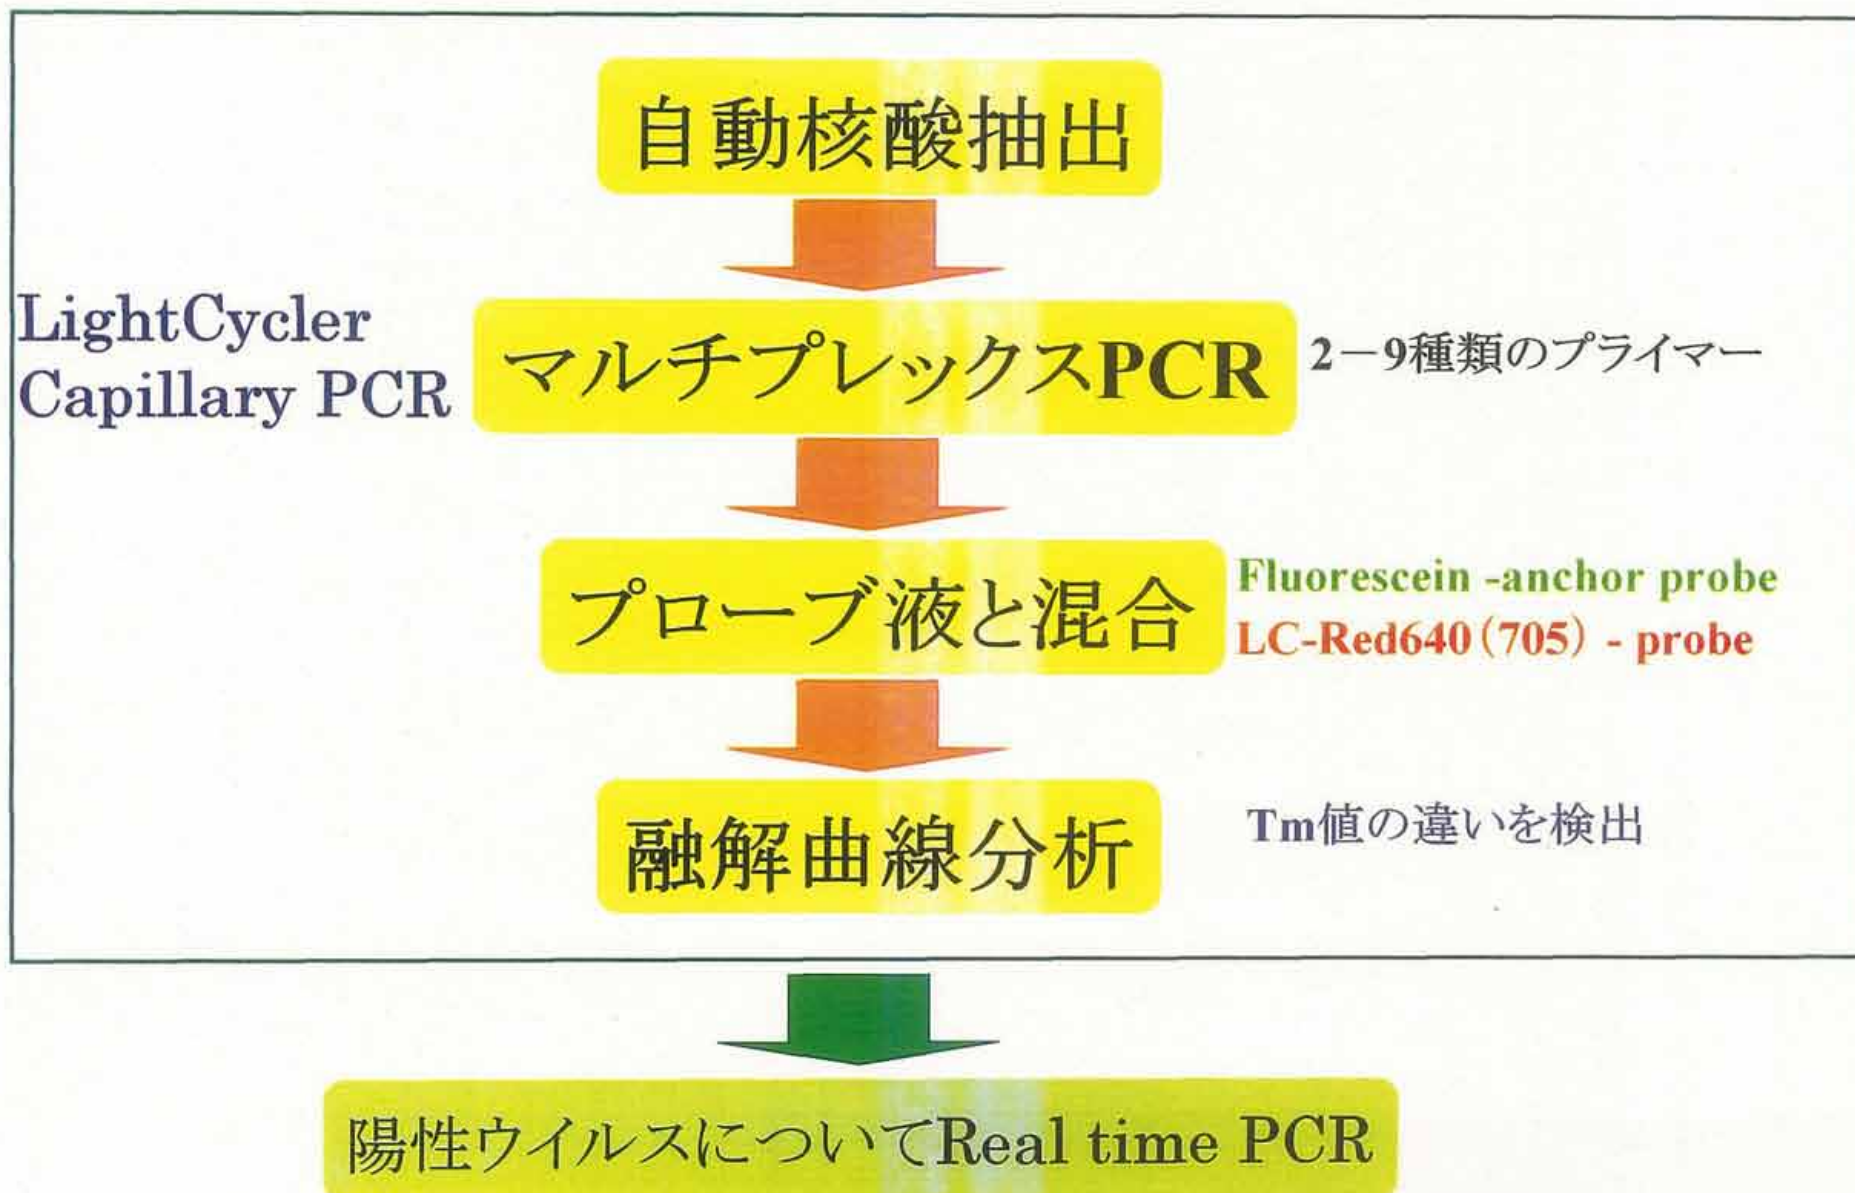 自動核酸抽出
LightCycler
Capillary PCR
マルチプレックスPCR
2－9種類のプライマー
プローブ液と混合
Fluorescein -anchor probe
LC-Red640(705) - probe
融解曲線分析
Tm値の違いを検出
陽性ウイルスについてReal time PCR